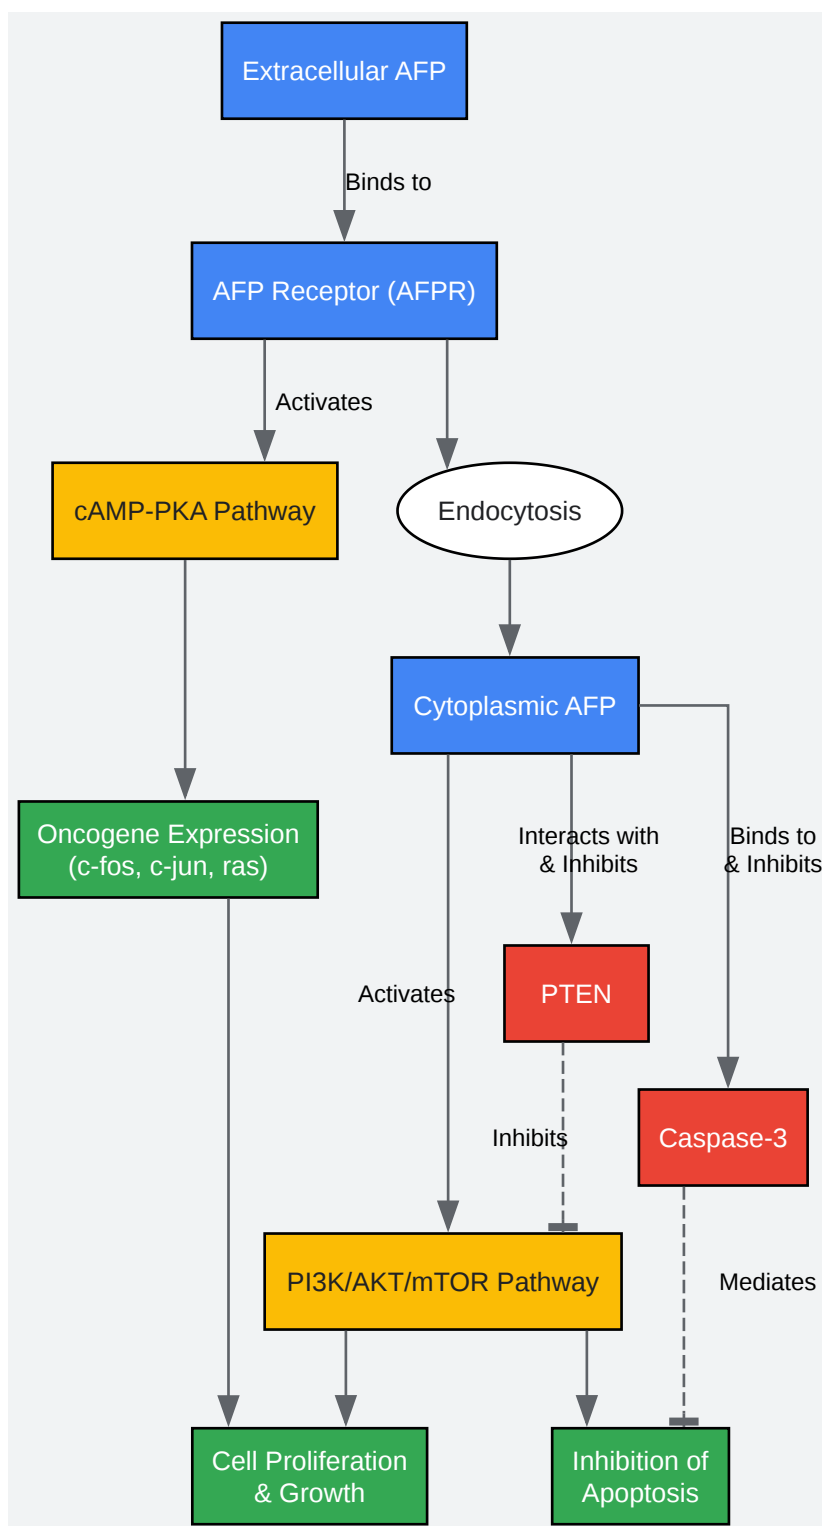 Extracellular AFP
Binds to
AFP Receptor (AFPR)
Activates
cAMP-PKA Pathway
Endocytosis
Cytoplasmic AFP
Oncogene Expression
(c-fos, c-jun, ras)
Interacts with
& Inhibits
Binds to
& Inhibits
Activates
PTEN
Inhibits
Caspase-3
PI3K/AKT/mTOR Pathway
Mediates
Cell Proliferation
& Growth
Inhibition of
Apoptosis